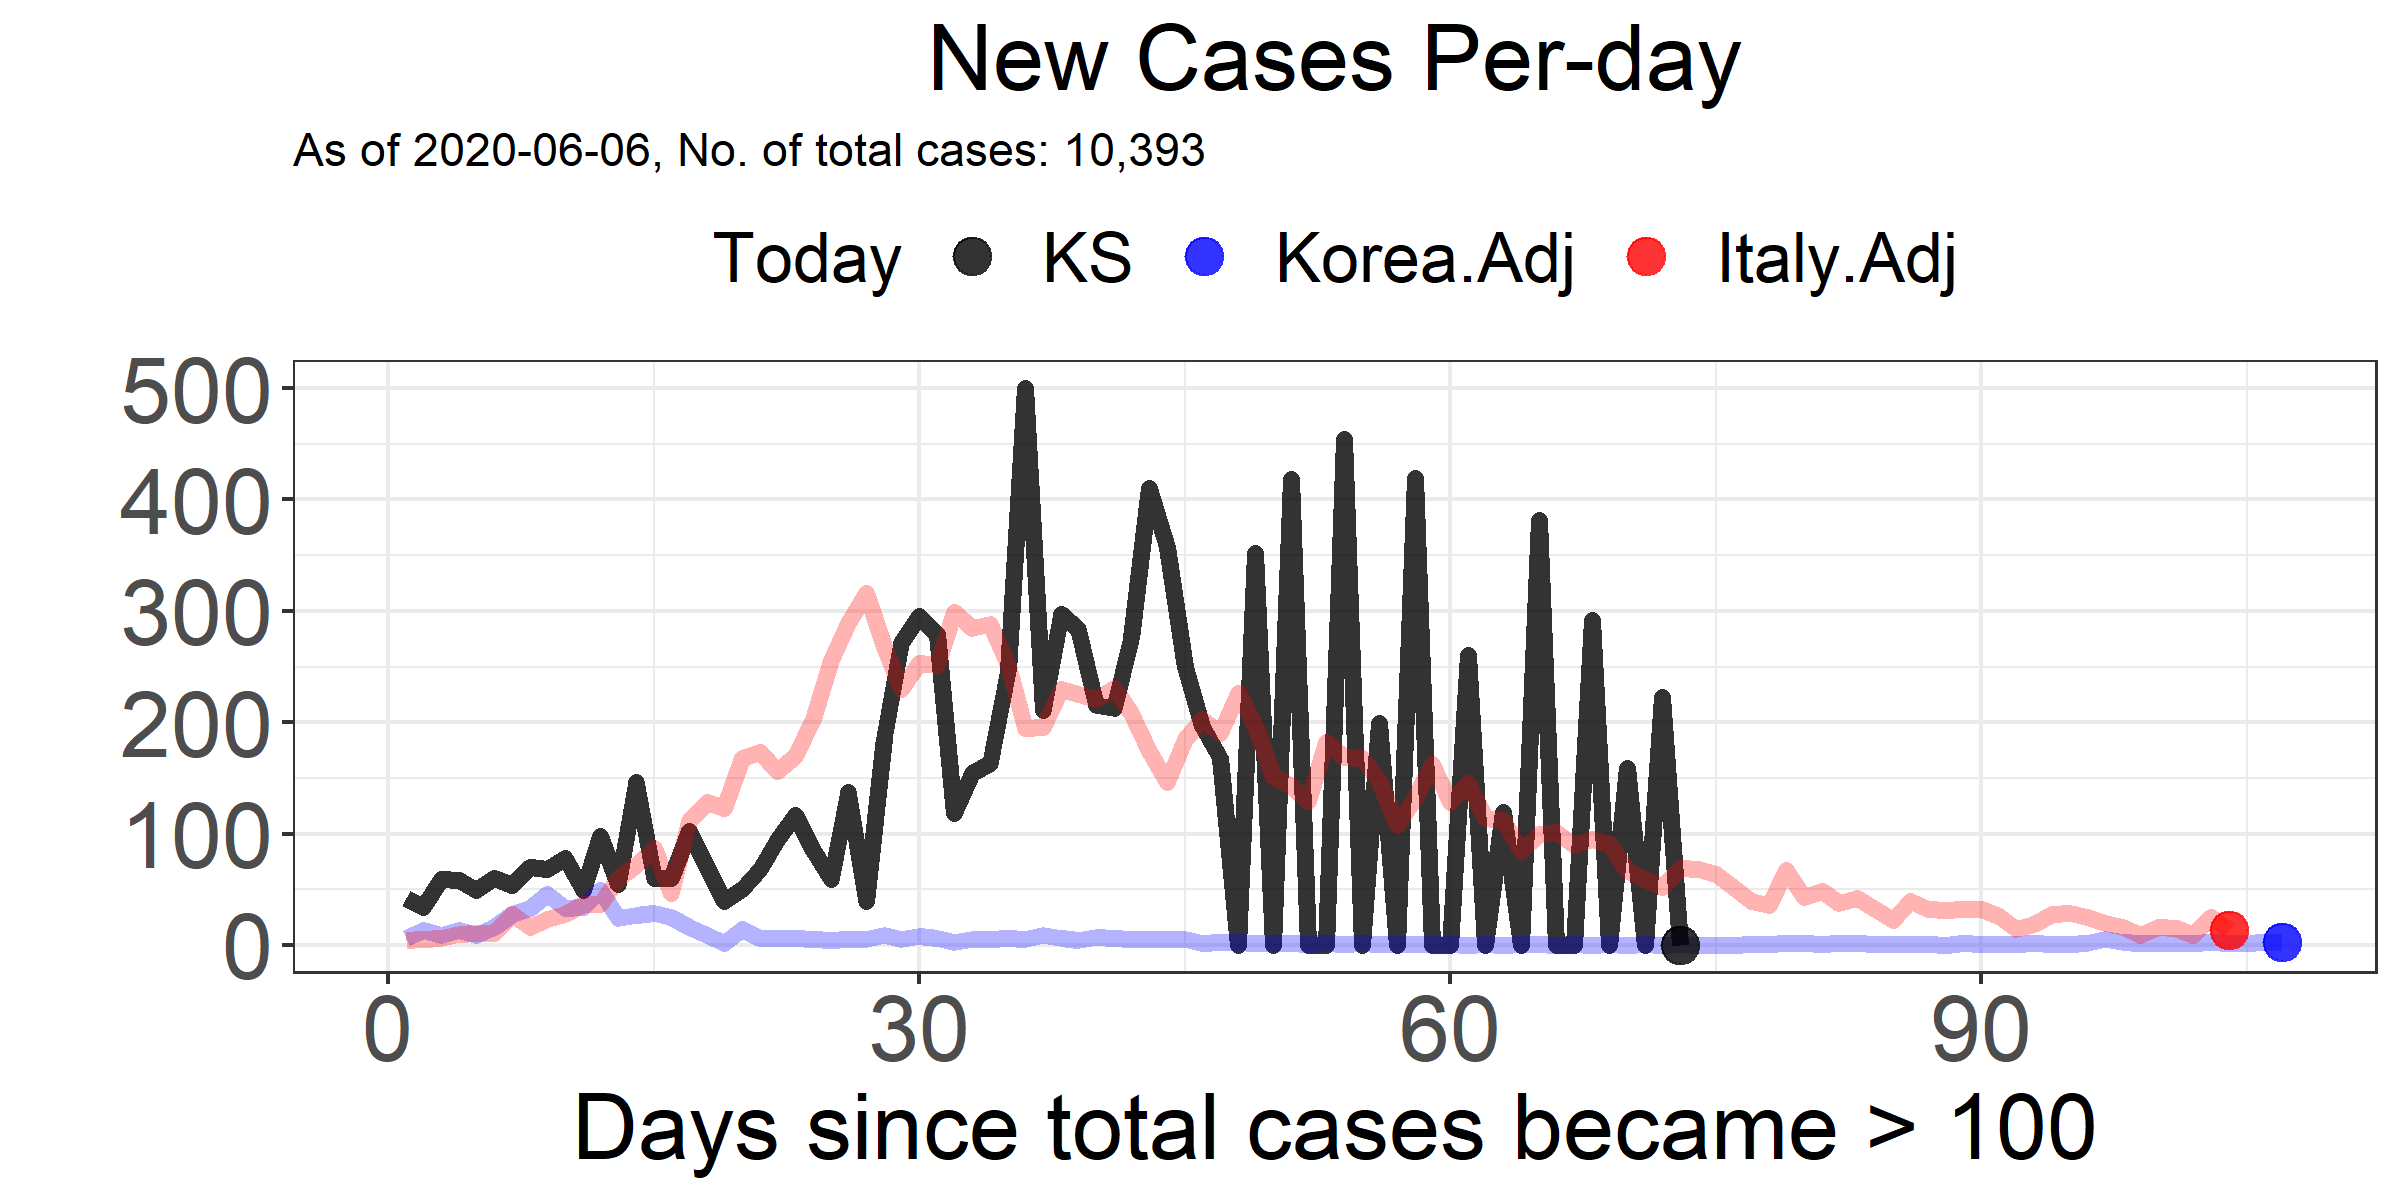 New Cases Per-day
As of 2020-06-06, No. of total cases: 10,393
Today KS Korea.Adj Italy.Adj
500
400
300
200
100
0
0 30 60 90
Days since total cases became > 100